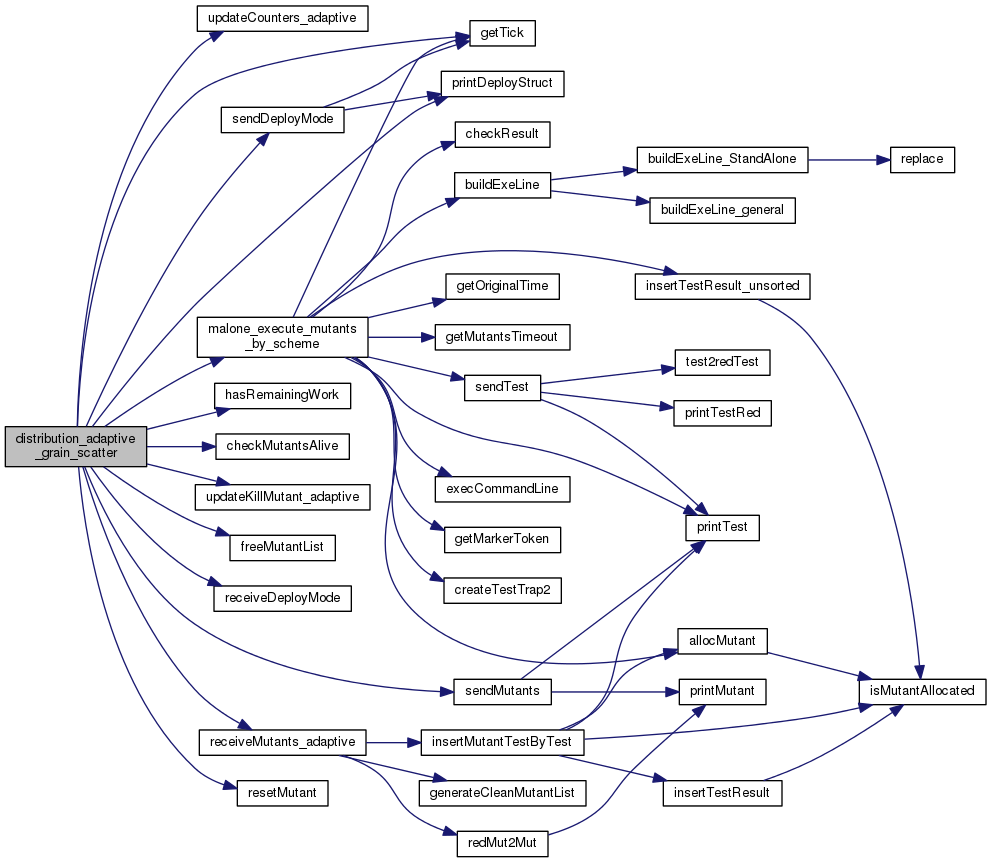 updateCounters_adaptive
getTick
printDeployStruct
sendDeployMode
checkResult
buildExeLine_StandAlone
replace
buildExeLine
buildExeLine_general
getOriginalTime
insertTestResult_unsorted
malone_execute_mutants
_by_scheme
getMutantsTimeout
test2redTest
sendTest
hasRemainingWork
printTestRed
distribution_adaptive
_grain_scatter
checkMutantsAlive
updateKillMutant_adaptive
execCommandLine
printTest
freeMutantList
getMarkerToken
receiveDeployMode
createTestTrap2
allocMutant
sendMutants
printMutant
isMutantAllocated
receiveMutants_adaptive
insertMutantTestByTest
resetMutant
generateCleanMutantList
insertTestResult
redMut2Mut